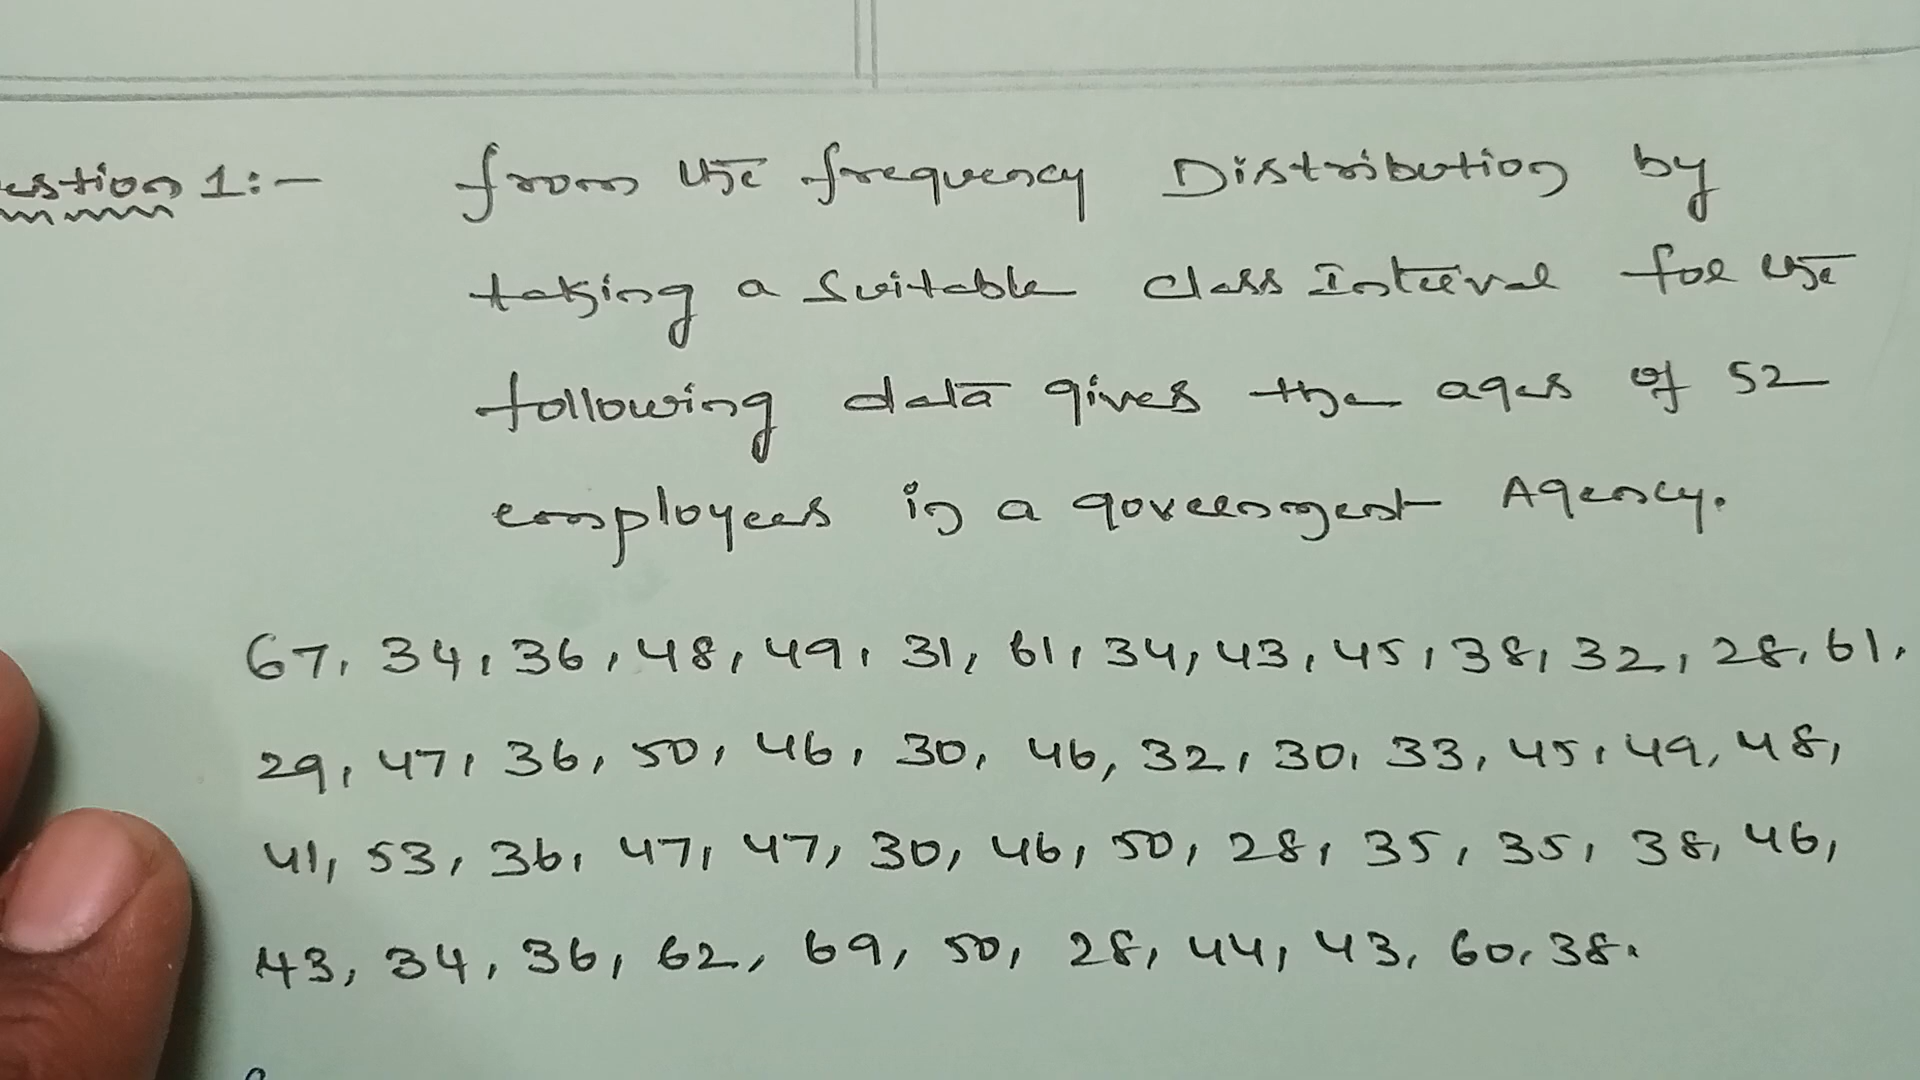 estion 1:- from the frequency Distribution by
taking a Suitable class Interval for the
following data gives the ages of 52
employees in a government Agency.
67, 34, 36, 48, 49, 31, 61, 34, 43, 45, 38, 32, 28, 61,
29, 47, 36, 50, 46, 30, 46, 32, 30, 33, 45, 49, 48,
41, 53, 36, 47, 47, 30, 46, 50, 28, 35, 35, 38, 46,
43, 34, 36, 62, 69, 50, 28, 44, 43, 60, 38.